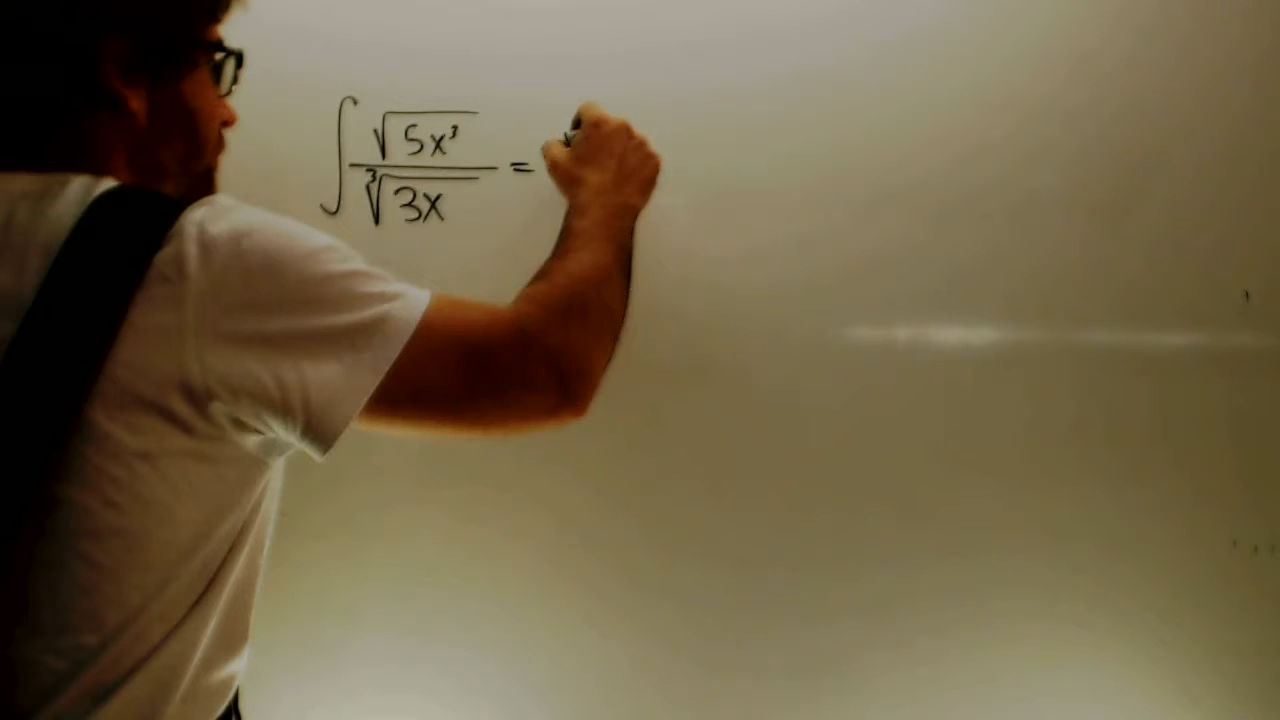 ∫ √(5x³) / ∛(3x) =